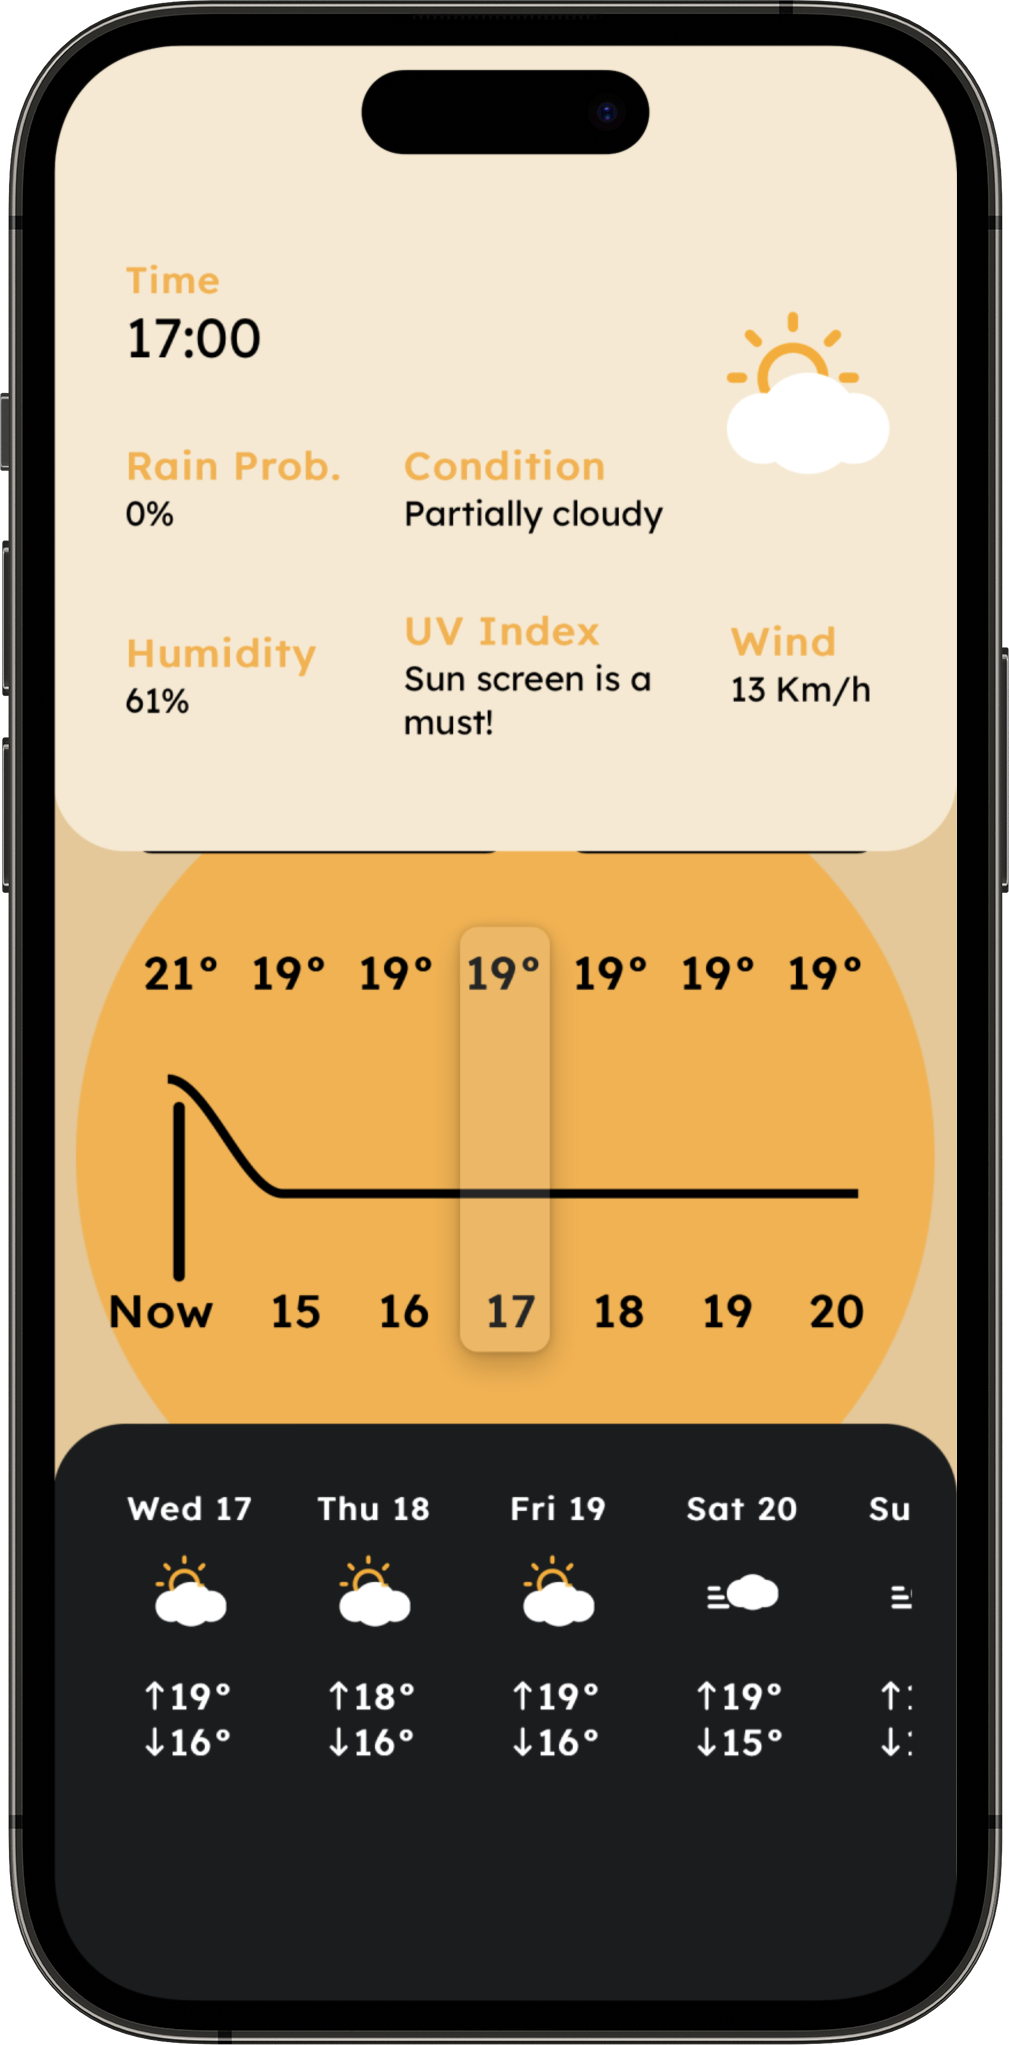 Time
17:00
Rain Prob.
0%
Condition
Partially cloudy
Humidity
61%
UV Index
Sun screen is a
must!
Wind
13 Km/h
21° 19° 19° 19° 19° 19° 19°
Now 15 16 17 18 19 20
Wed 17 Thu 18 Fri 19 Sat 20 Su
↑19° ↑18° ↑19° ↑19° ↑
↓16° ↓16° ↓16° ↓15° ↓